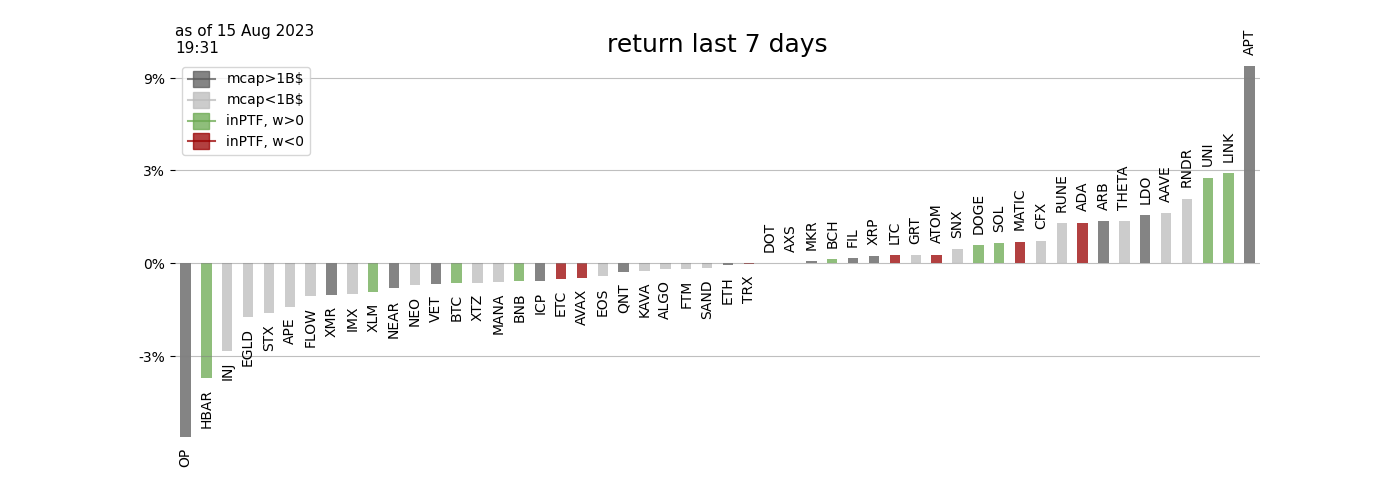 as of 15 Aug 2023
19:31
return last 7 days
mcap>1B$
mcap<1B$
inPTF, w>0
inPTF, w<0
9%
3%
0%
-3%
OP
HBAR
INJ
EGLD
STX
APE
FLOW
XMR
IMX
XLM
NEAR
NEO
VET
BTC
XTZ
MANA
BNB
ICP
ETC
AVAX
EOS
QNT
KAVA
ALGO
FTM
SAND
ETH
TRX
DOT
AXS
MKR
BCH
FIL
XRP
LTC
GRT
ATOM
SNX
DOGE
SOL
MATIC
CFX
RUNE
ADA
ARB
THETA
LDO
AAVE
RNDR
UNI
LINK
APT